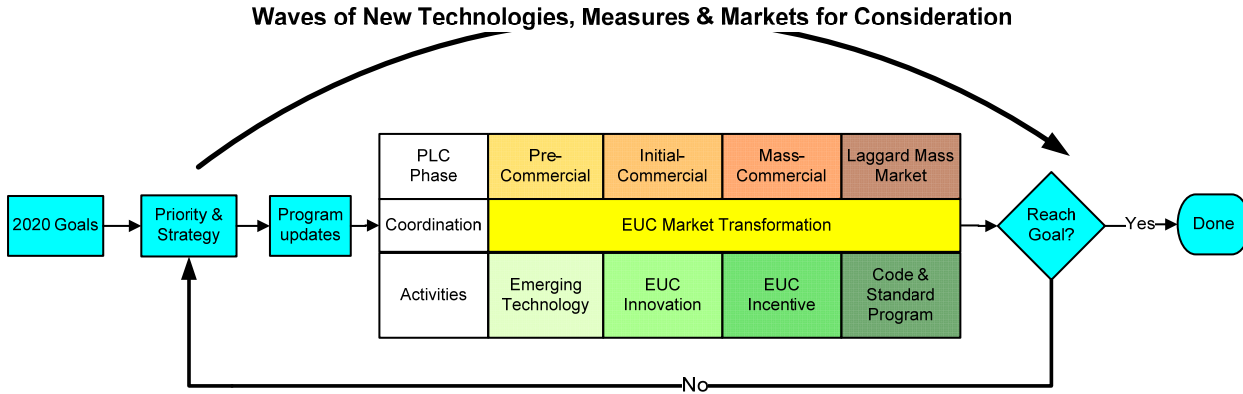 Waves of New Technologies, Measures & Markets for Consideration
2020 Goals
Priority &
Strategy
Program
updates
PLC
Phase
Pre-
Commercial
Initial-
Commercial
Mass-
Commercial
Laggard Mass
Market
Coordination
EUC Market Transformation
Activities
Emerging
Technology
EUC
Innovation
EUC
Incentive
Code &
Standard
Program
Reach
Goal?
Yes
Done
No